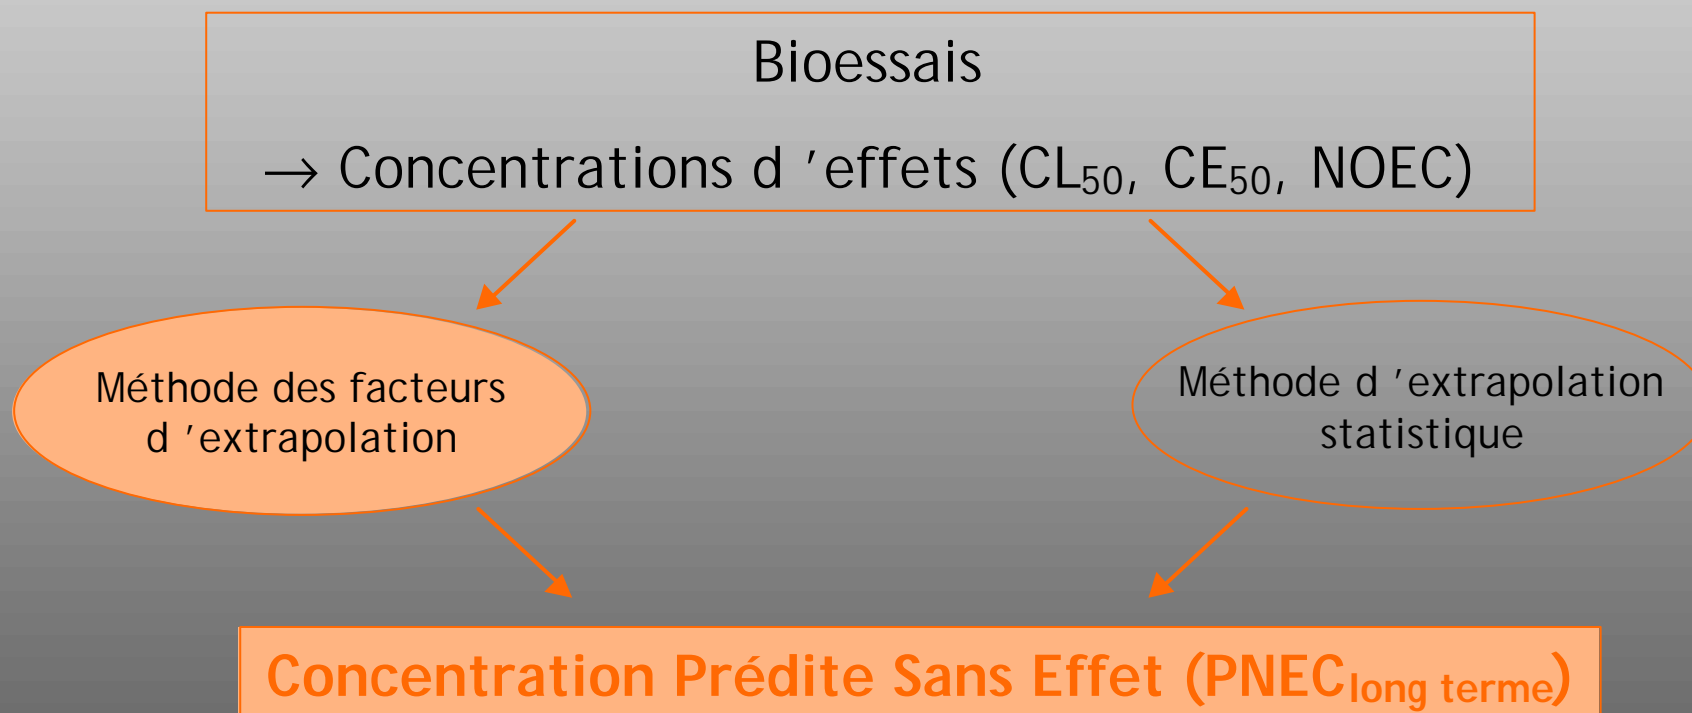 Bioessais
→ Concentrations d ’effets (CL50, CE50, NOEC)
Méthode des facteurs
d ’extrapolation
Méthode d ’extrapolation
statistique
Concentration Prédite Sans Effet (PNEClong terme)